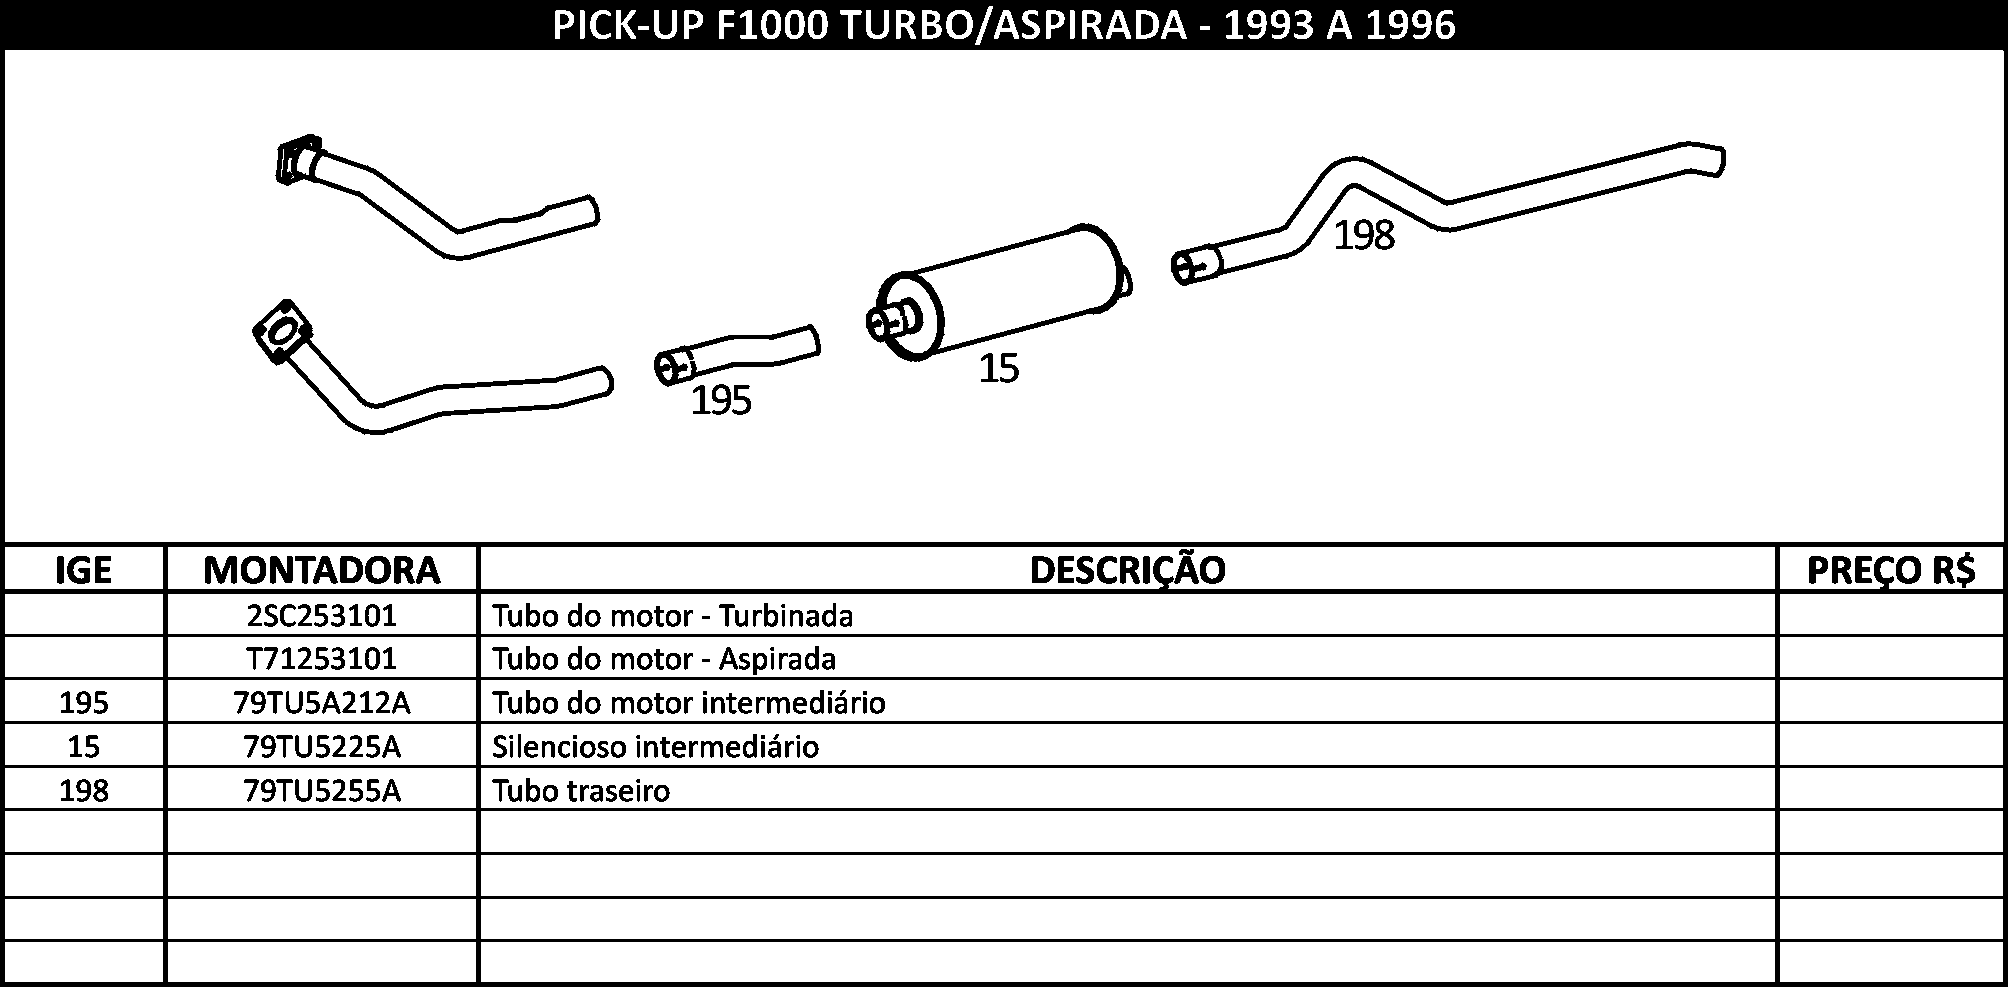 PICK-UP F1000 TURBO/ASPIRADA - 1993 A 1996
198
15
195
IGE MONTADORA DESCRIÇÃO PREÇO R$
2SC253101 Tubo do motor - Turbinada
T71253101 Tubo do motor - Aspirada
195 79TU5A212A Tubo do motor intermediário
15 79TU5225A Silencioso intermediário
198 79TU5255A Tubo traseiro